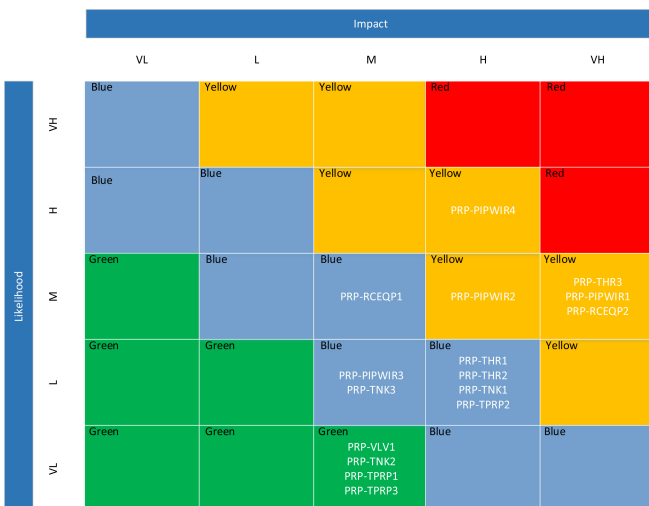 Impact
VL L M H VH
Likelihood
VH
Blue Yellow Yellow Red Red
H
Blue Blue Yellow Yellow Red
PRP-PIPWIR4
M
Green Blue Blue Yellow Yellow
PRP-RCEQP1
PRP-PIPWIR2
PRP-THR3
PRP-PIPWIR1
PRP-RCEQP2
L
Green Green Blue Blue Yellow
PRP-PIPWIR3
PRP-TNK3
PRP-THR1
PRP-THR2
PRP-TNK1
PRP-TPRP2
VL
Green Green Green Blue Blue
PRP-VLV1
PRP-TNK2
PRP-TPRP1
PRP-TPRP3